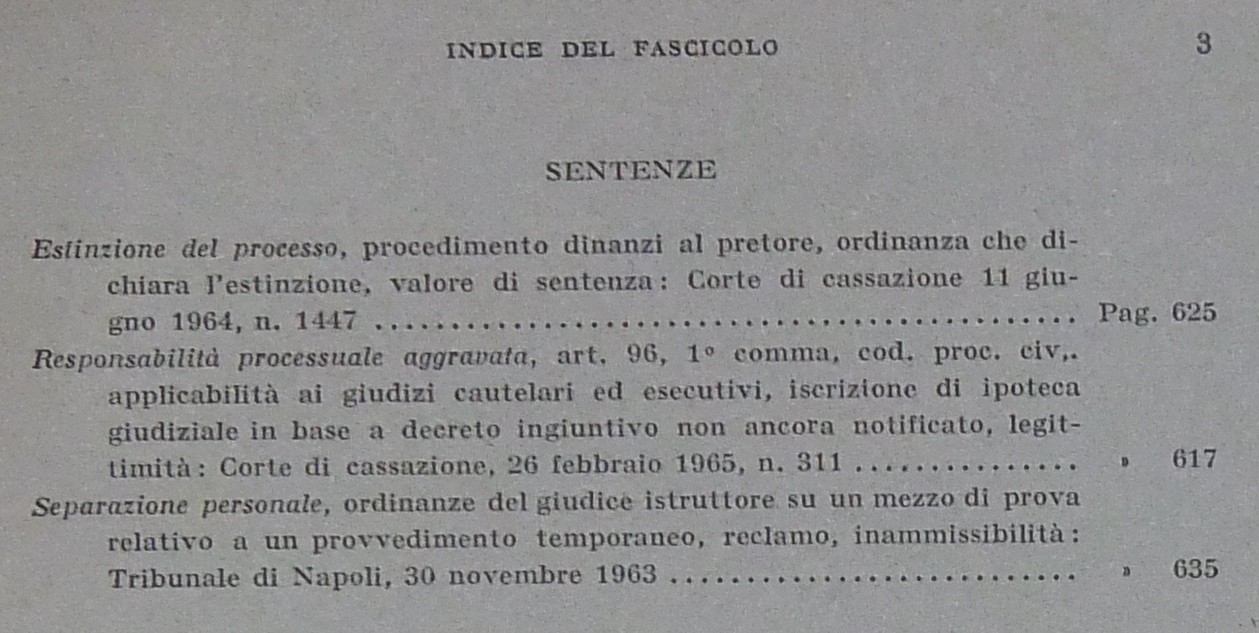 INDICE DEL FASCICOLO 3
SENTENZE
Estinzione del processo, procedimento dinanzi al pretore, ordinanza che di-
chiara l'estinzione, valore di sentenza: Corte di cassazione 11 giu-
gno 1964, n. 1447 ............................................... Pag. 625
Responsabilità processuale aggravata, art. 96, 1° comma, cod. proc. civ,.
applicabilità ai giudizi cautelari ed esecutivi, iscrizione di ipoteca
giudiziale in base a decreto ingiuntivo non ancora notificato, legit-
timità: Corte di cassazione, 26 febbraio 1965, n. 311 ............... » 617
Separazione personale, ordinanze del giudice istruttore su un mezzo di prova
relativo a un provvedimento temporaneo, reclamo, inammissibilità:
Tribunale di Napoli, 30 novembre 1963 ........................... » 635